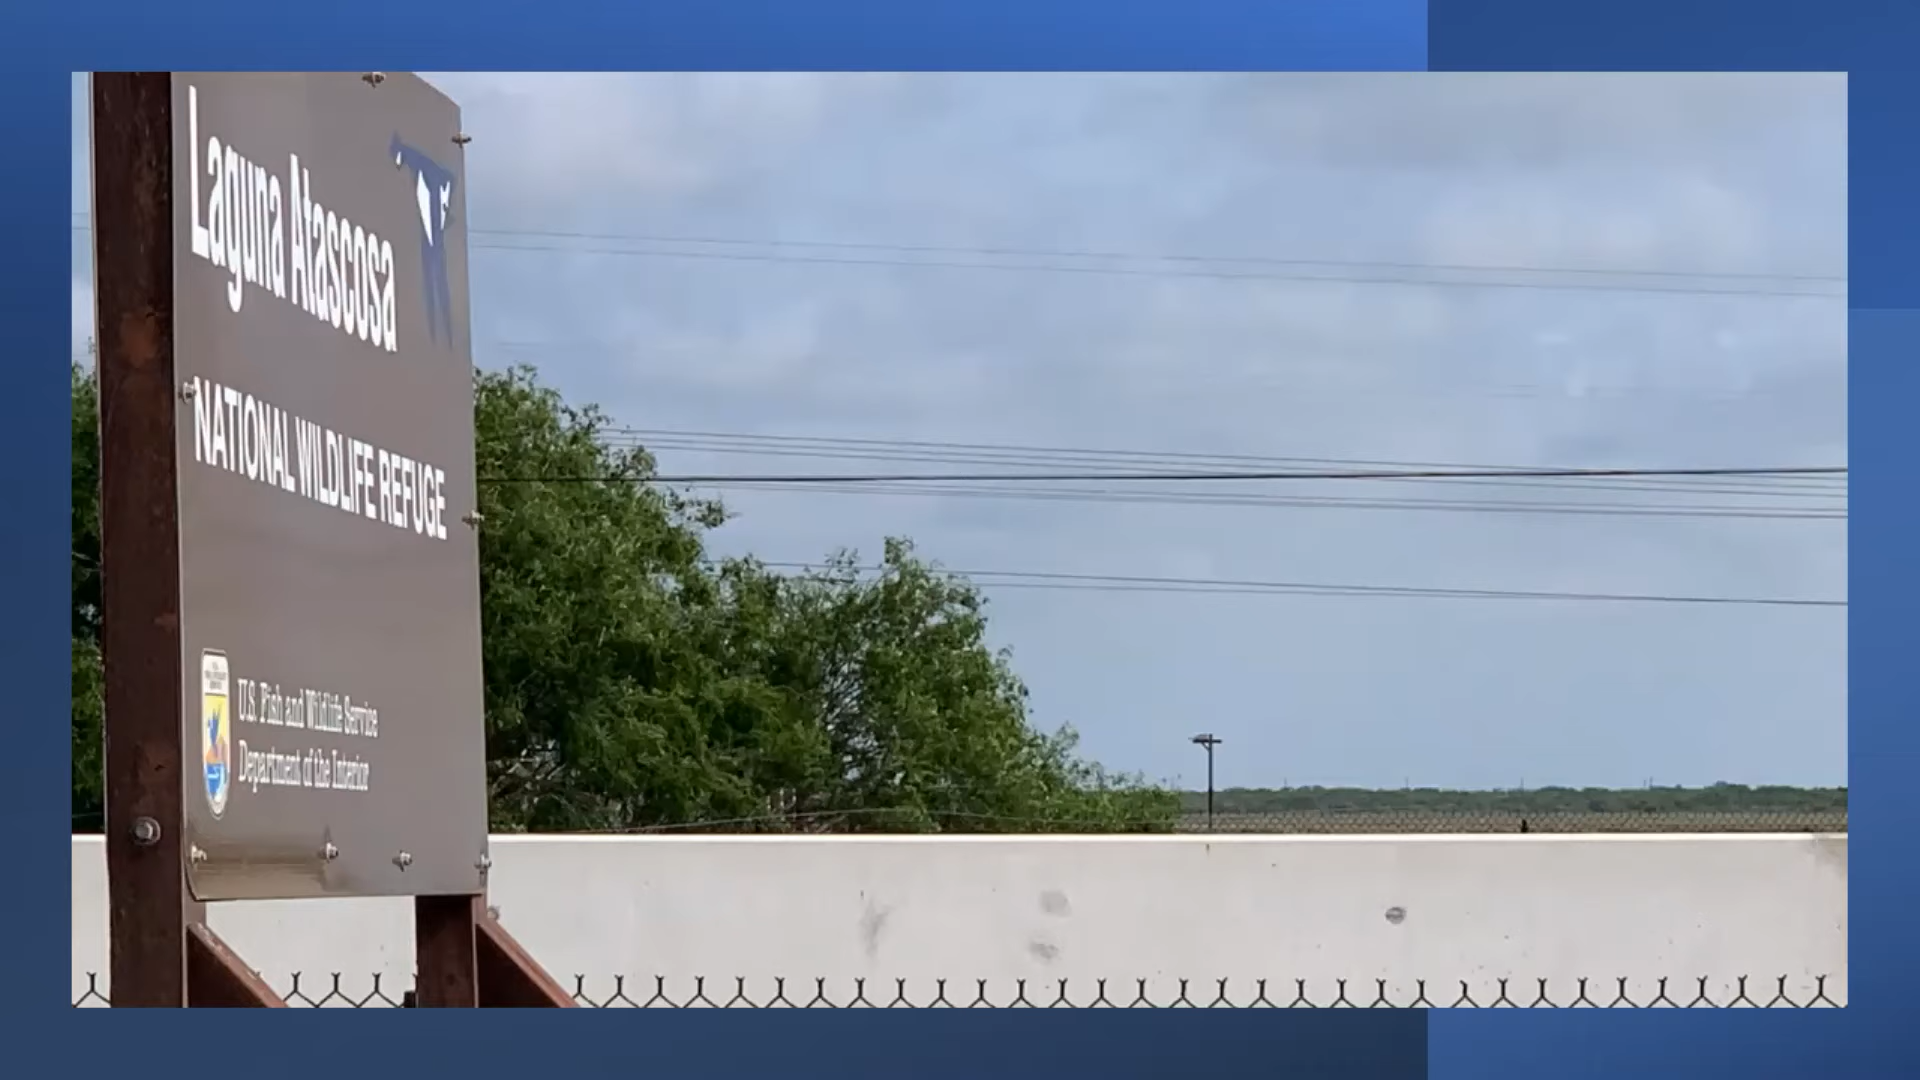 Laguna Atascosa
NATIONAL WILDLIFE REFUGE
U.S. Fish and Wildlife Service
Department of the Interior